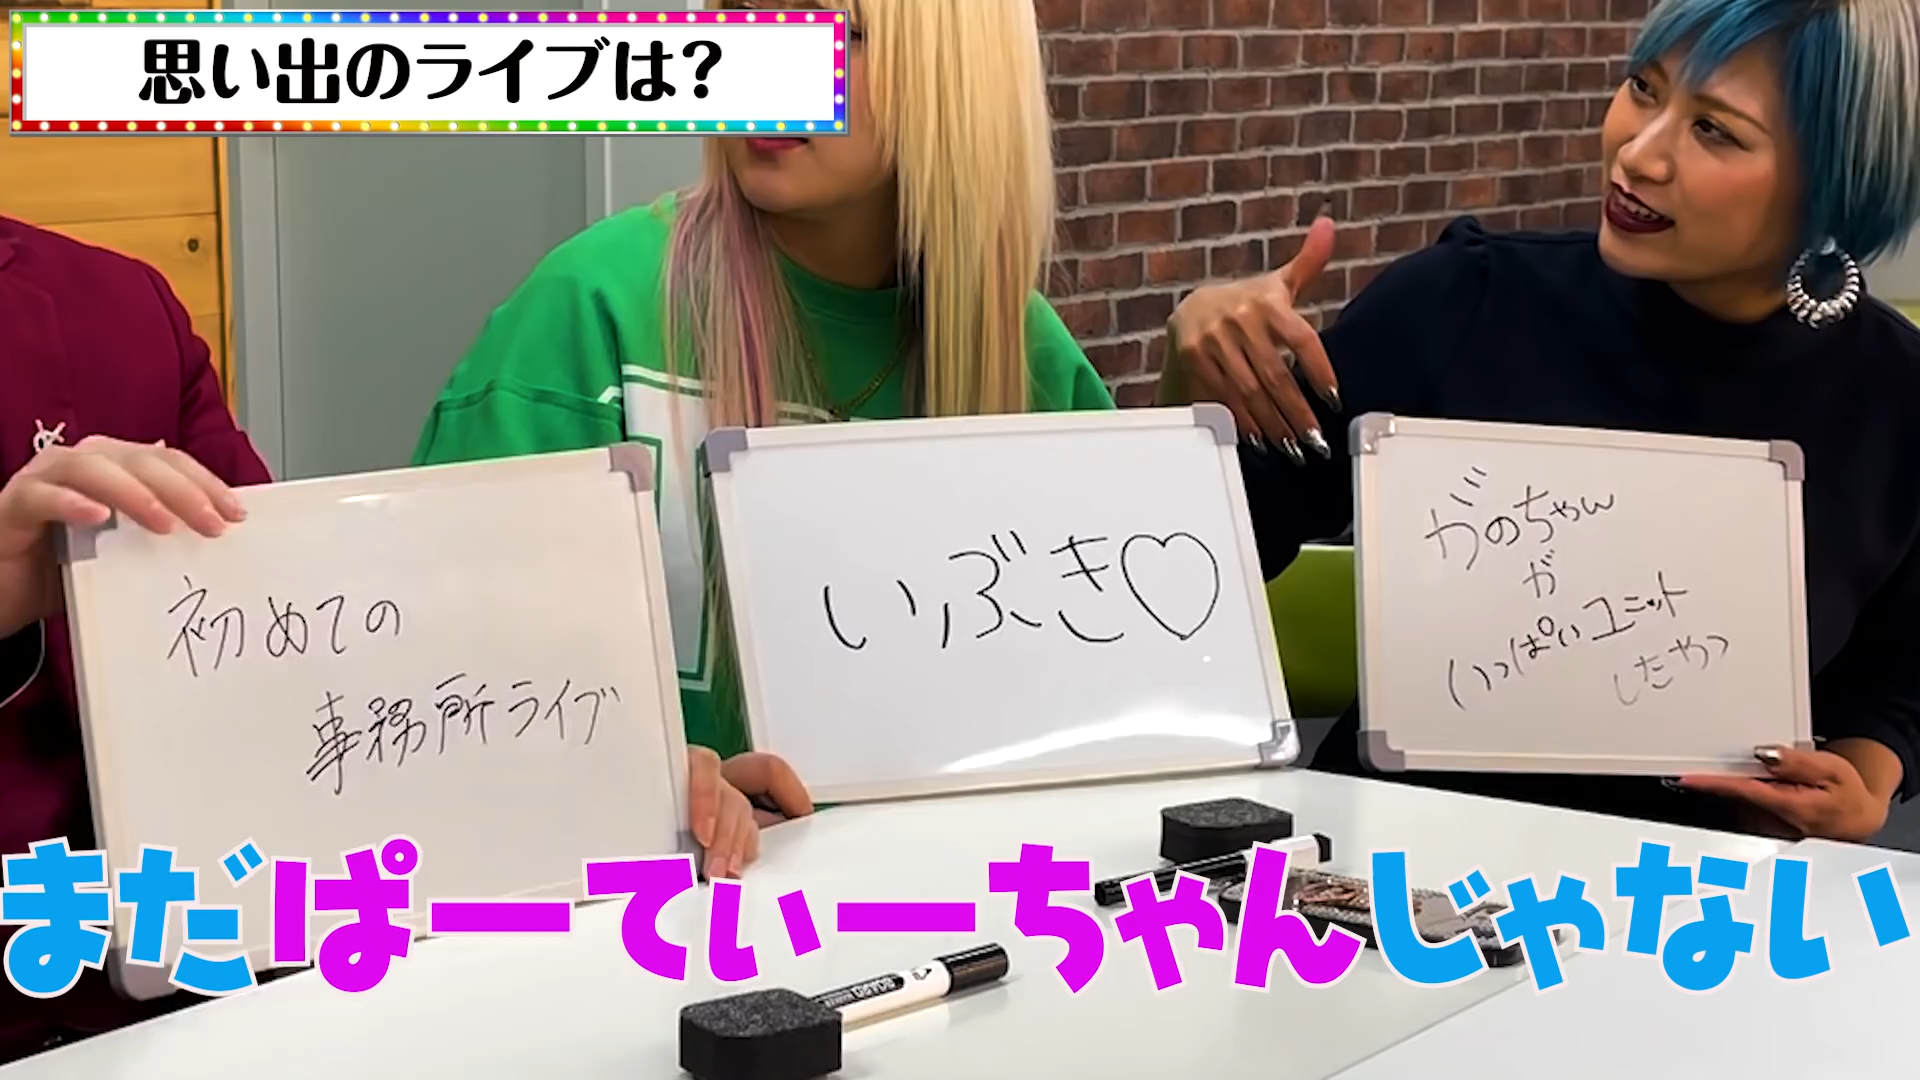 思い出のライブは?
初めての
事務所ライブ
いぶき♡
がのちゃん
が
いっぱいユニット
したやつ
まだぱーてぃーちゃんじゃない
BOARD